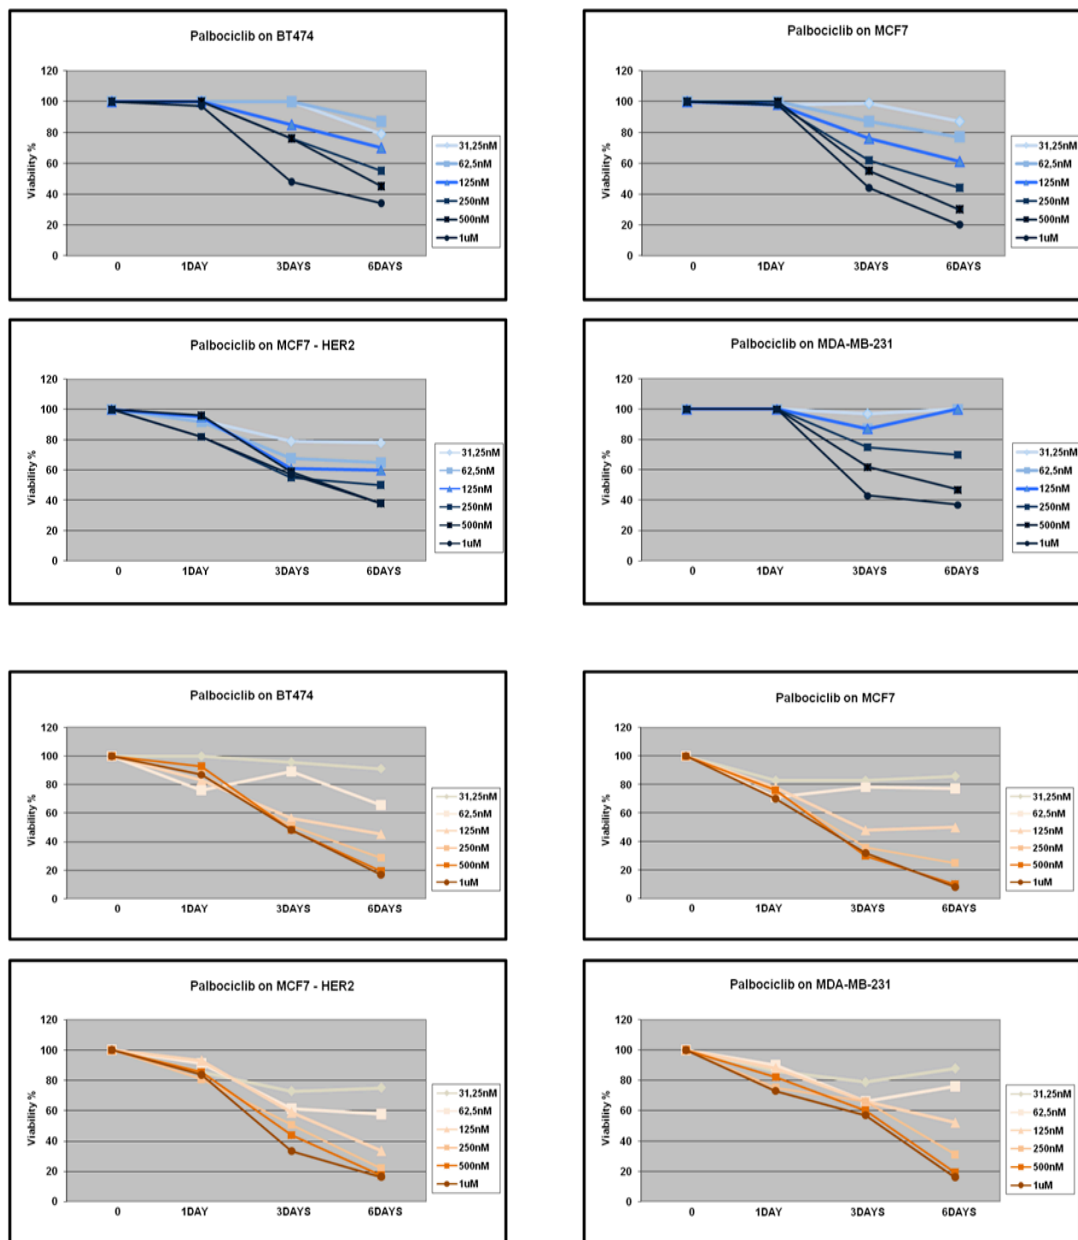 Palbociclib on BT474
120
100
80
60
40
20
0
Viability %
0 1DAY 3DAYS 6DAYS
31,25nM
62,5nM
125nM
250nM
500nM
1uM
Palbociclib on MCF7
120
100
80
60
40
20
0
Viability %
0 1DAY 3DAYS 6DAYS
31,25nM
62,5nM
125nM
250nM
500nM
1uM
Palbociclib on MCF7 - HER2
120
100
80
60
40
20
0
Viability %
0 1DAY 3DAYS 6DAYS
31,25nM
62,5nM
125nM
250nM
500nM
1uM
Palbociclib on MDA-MB-231
120
100
80
60
40
20
0
Viability %
0 1DAY 3DAYS 6DAYS
31,25nM
62,5nM
125nM
250nM
500nM
1uM
Palbociclib on BT474
120
100
80
60
40
20
0
Viability %
0 1DAY 3DAYS 6DAYS
31,25nM
62,5nM
125nM
250nM
500nM
1uM
Palbociclib on MCF7
120
100
80
60
40
20
0
Viability %
0 1DAY 3DAYS 6DAYS
31,25nM
62,5nM
125nM
250nM
500nM
1uM
Palbociclib on MCF7 - HER2
120
100
80
60
40
20
0
Viability %
0 1DAY 3DAYS 6DAYS
31,25nM
62,5nM
125nM
250nM
500nM
1uM
Palbociclib on MDA-MB-231
120
100
80
60
40
20
0
Viability %
0 1DAY 3DAYS 6DAYS
31,25nM
62,5nM
125nM
250nM
500nM
1uM